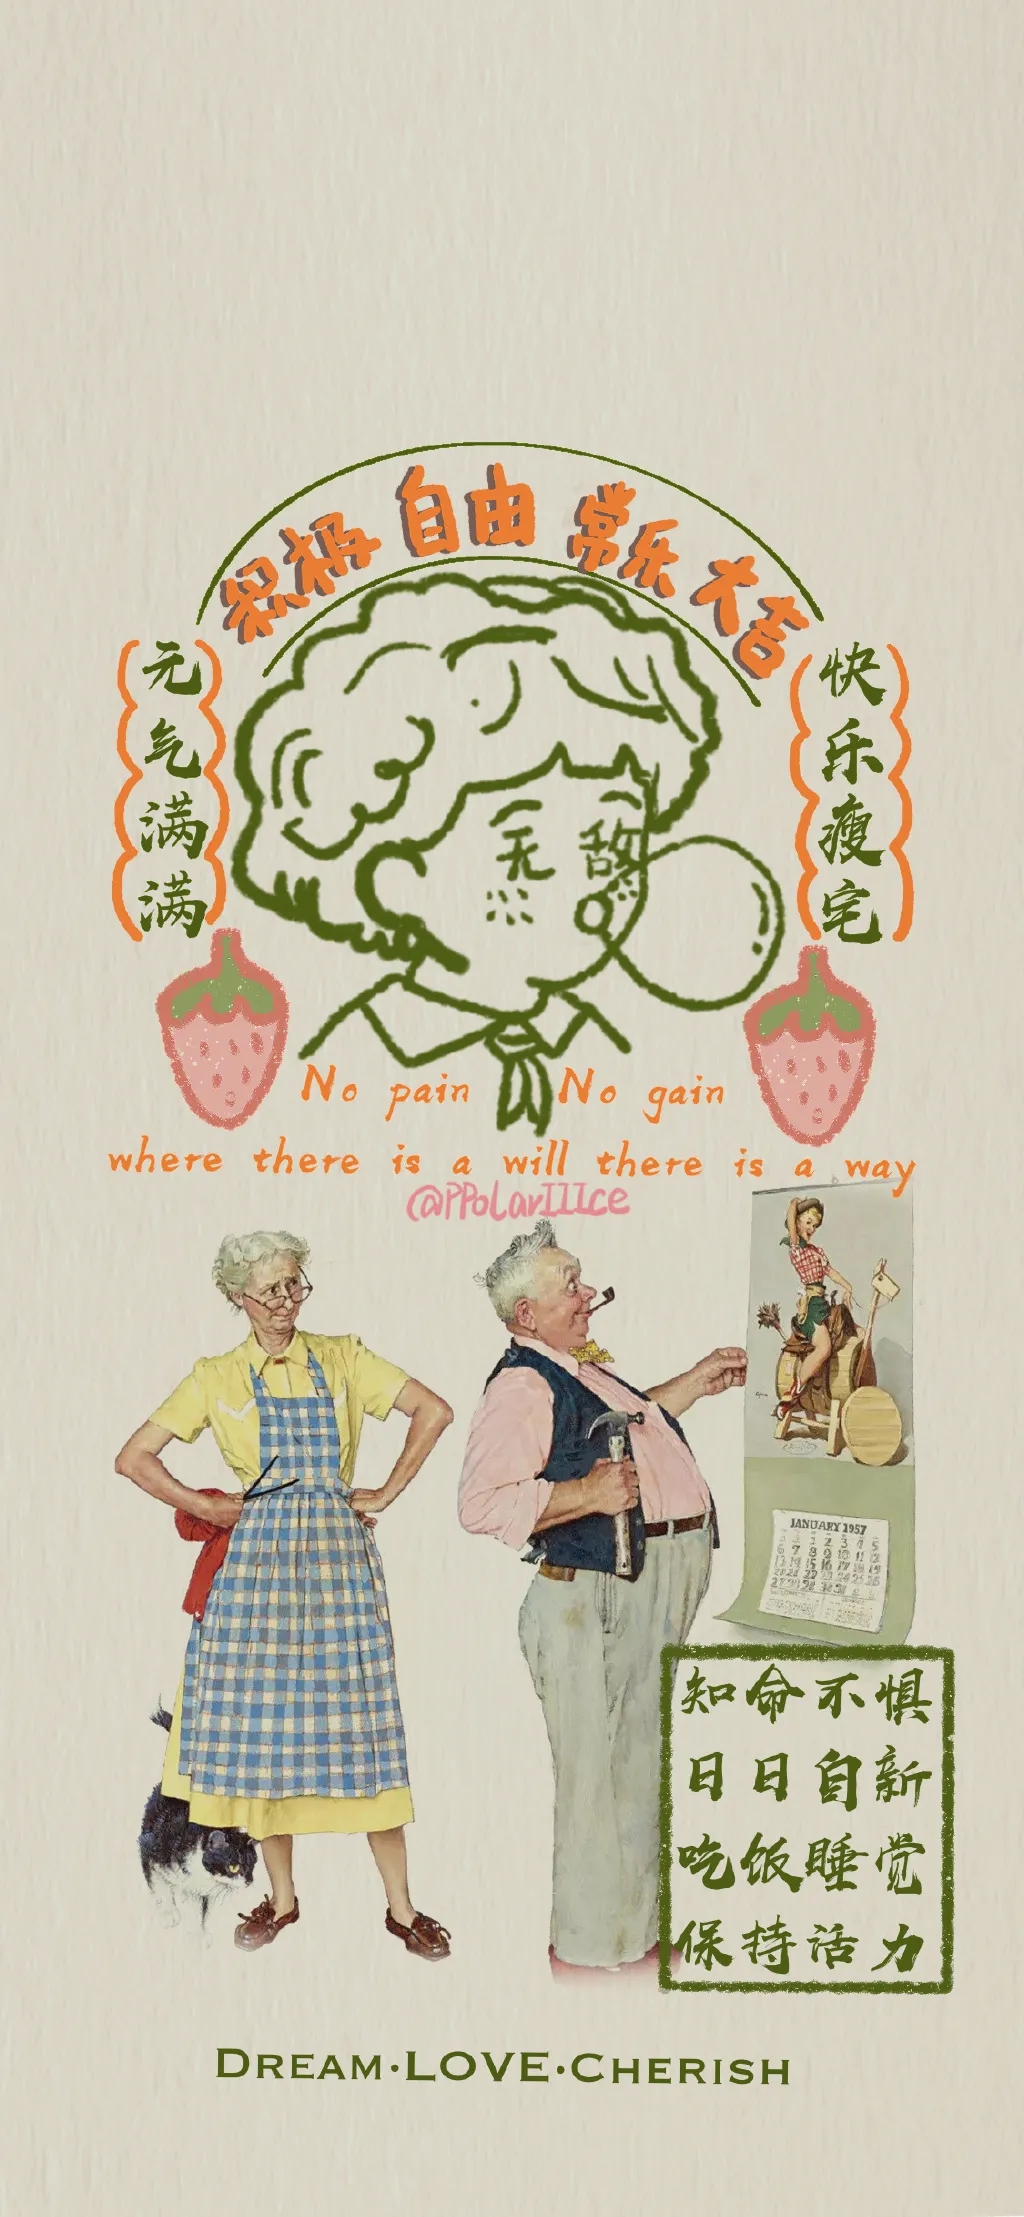 积极 自由 常乐 大吉
元气满满
快乐瘦宅
无敌
No pain No gain
where there is a will there is a way
@PPoLarIIIce
JANUARY 1957
知命不惧
日日自新
吃饭睡觉
保持活力
DREAM·LOVE·CHERISH